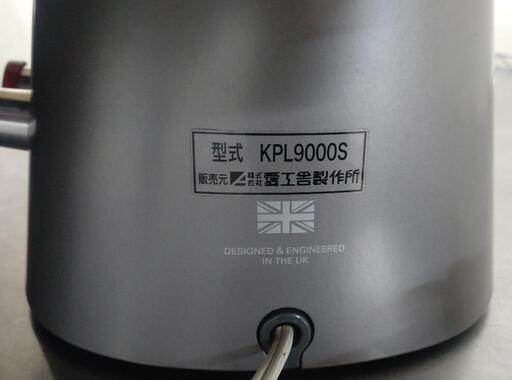 型式 KPL9000S
販売元 株式会社 愛工舎製作所
DESIGNED & ENGINEERED
IN THE UK